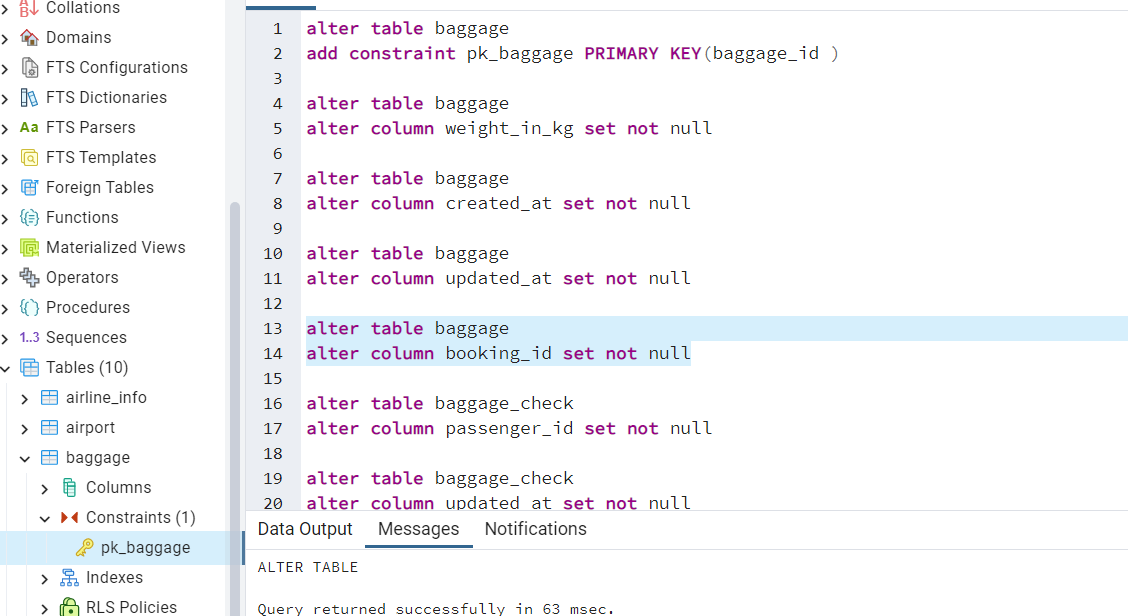 Collations
Domains
FTS Configurations
FTS Dictionaries
Aa FTS Parsers
FTS Templates
Foreign Tables
Functions
Materialized Views
Operators
Procedures
1..3 Sequences
Tables (10)
airline_info
airport
baggage
Columns
Constraints (1)
pk_baggage
Indexes
RLS Policies
1 alter table baggage
2 add constraint pk_baggage PRIMARY KEY(baggage_id )
3
4 alter table baggage
5 alter column weight_in_kg set not null
6
7 alter table baggage
8 alter column created_at set not null
9
10 alter table baggage
11 alter column updated_at set not null
12
13 alter table baggage
14 alter column booking_id set not null
15
16 alter table baggage_check
17 alter column passenger_id set not null
18
19 alter table baggage_check
20 alter column updated_at set not null
Data Output Messages Notifications
ALTER TABLE
Query returned successfully in 63 msec.